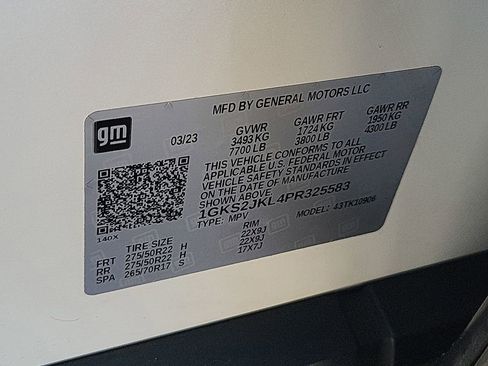 gm
MFD BY GENERAL MOTORS LLC
03/23 GVWR GAWR FRT GAWR RR
3493 KG 1724 KG 1950 KG
7700 LB 3800 LB 4300 LB
THIS VEHICLE CONFORMS TO ALL
APPLICABLE U.S. FEDERAL MOTOR
VEHICLE SAFETY STANDARDS IN EFFECT
ON THE DATE OF MANUFACTURE
SHOWN ABOVE.
1GKS2JKL4PR325583
140X TYPE: MPV MODEL: 43TK10906
TIRE SIZE RIM
FRT 275/50R22 H 22X9J
RR 275/50R22 H 22X9J
SPA 265/70R17 S 17X7J